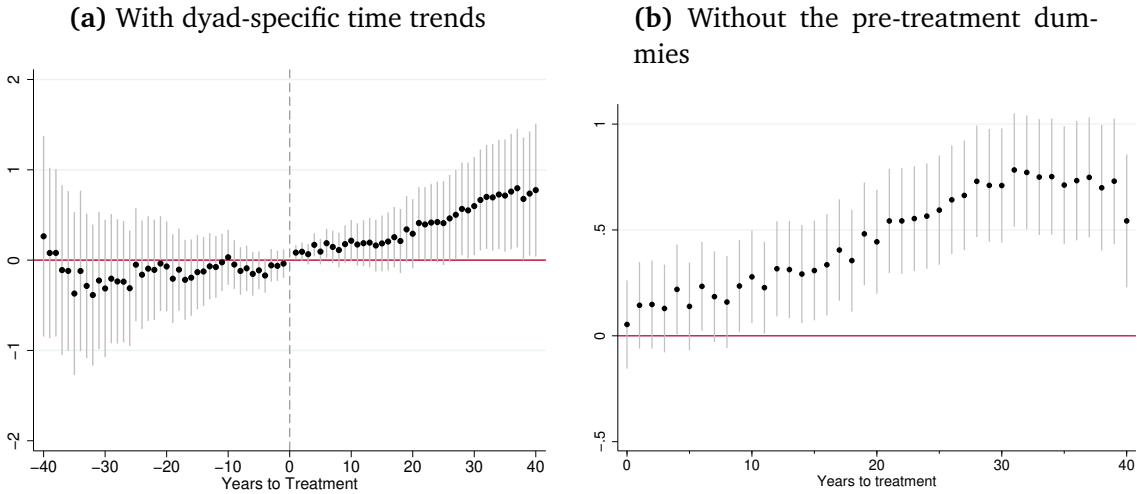 (a) With dyad-specific time trends
2
1
0
−1
−2
−40 −30 −20 −10 0 10 20 30 40
Years to Treatment
(b) Without the pre-treatment dum-
mies
1
.5
0
-.5
0 10 20 30 40
Years to treatment